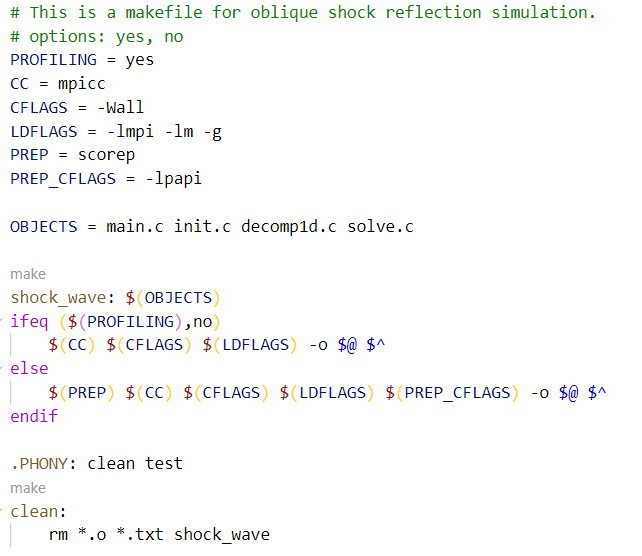 # This is a makefile for oblique shock reflection simulation.
# options: yes, no
PROFILING = yes
CC = mpicc
CFLAGS = -Wall
LDFLAGS = -lmpi -lm -g
PREP = scorep
PREP_CFLAGS = -lpapi
OBJECTS = main.c init.c decomp1d.c solve.c
make
shock_wave: $(OBJECTS)
ifeq ($(PROFILING),no)
$(CC) $(CFLAGS) $(LDFLAGS) -o $@ $^
else
$(PREP) $(CC) $(CFLAGS) $(LDFLAGS) $(PREP_CFLAGS) -o $@ $^
endif
.PHONY: clean test
make
clean:
rm *.o *.txt shock_wave